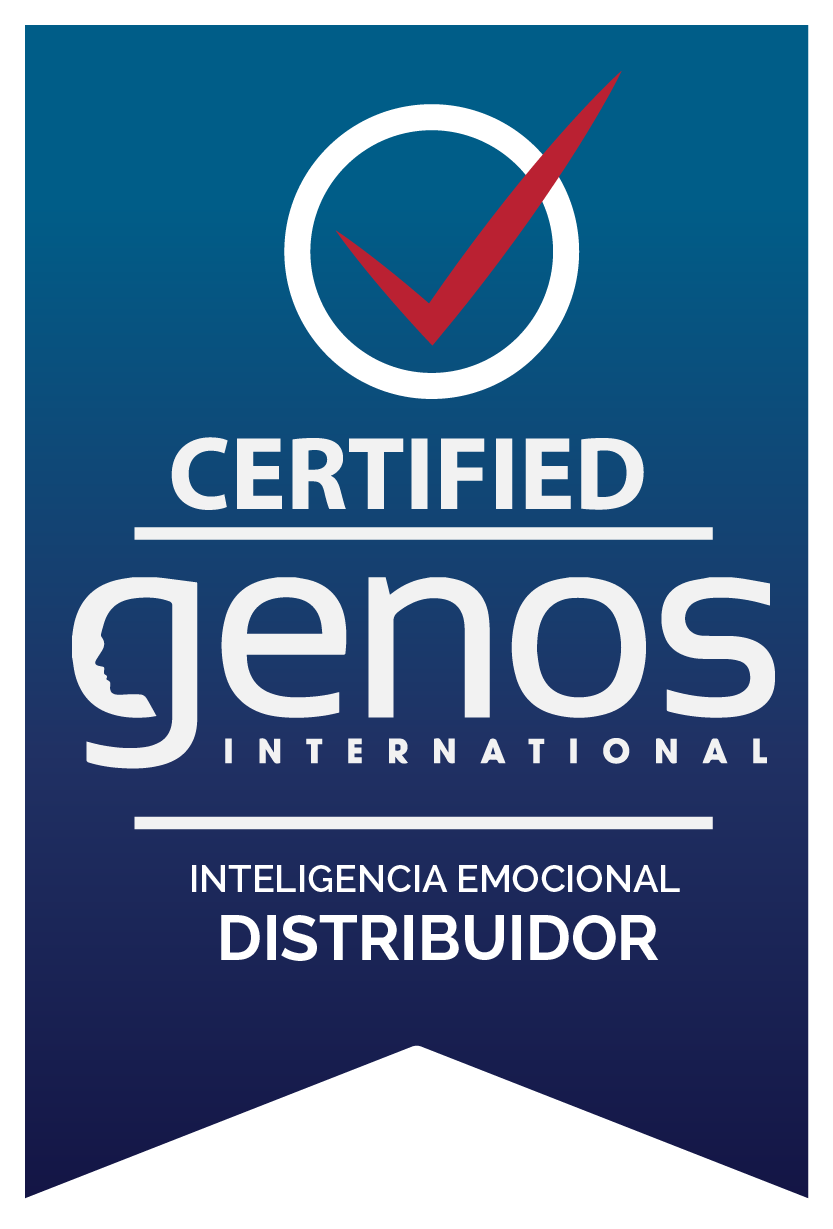 CERTIFIED
genos
INTERNATIONAL
INTELIGENCIA EMOCIONAL
DISTRIBUIDOR